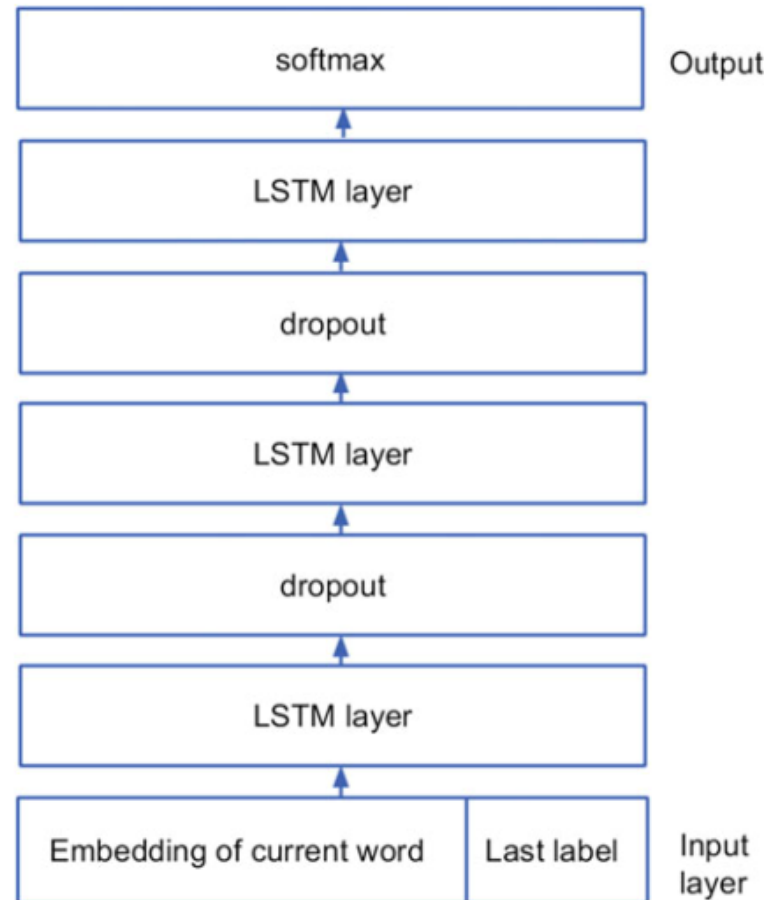 softmax
Output
LSTM layer
dropout
LSTM layer
dropout
LSTM layer
Embedding of current word
Last label
Input
layer